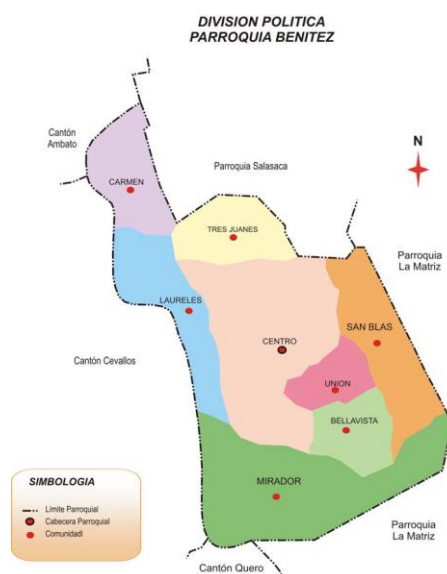 DIVISION POLITICA
PARROQUIA BENITEZ
Cantón
Ambato
N
Parroquia Salasaca
CARMEN
TRES JUANES
Parroquia
La Matriz
LAURELES
SAN BLAS
CENTRO
Cantón Cevallos
UNION
BELLAVISTA
MIRADOR
SIMBOLOGIA
Límite Parroquial
Cabecera Parroquial
Comunidadl
Parroquia
La Matriz
Cantón Quero